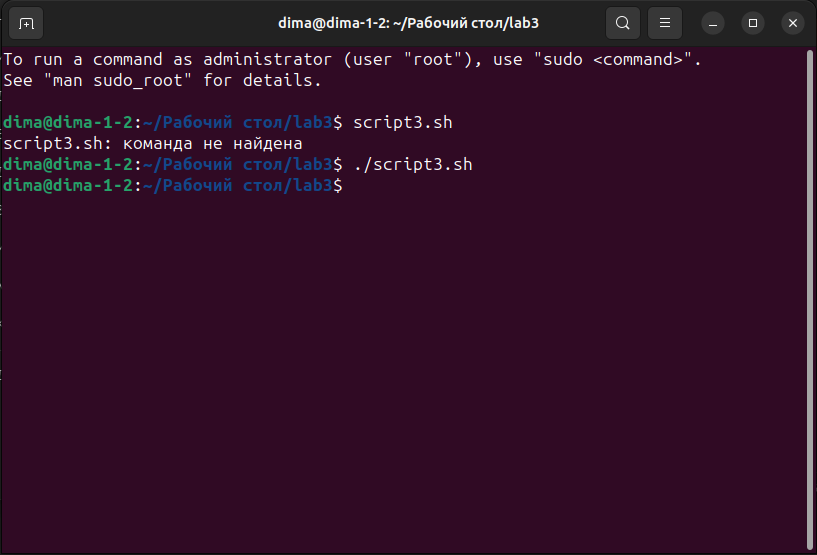 dima@dima-1-2: ~/Рабочий стол/lab3
To run a command as administrator (user "root"), use "sudo <command>".
See "man sudo_root" for details.
dima@dima-1-2:~/Рабочий стол/lab3$ script3.sh
script3.sh: команда не найдена
dima@dima-1-2:~/Рабочий стол/lab3$ ./script3.sh
dima@dima-1-2:~/Рабочий стол/lab3$